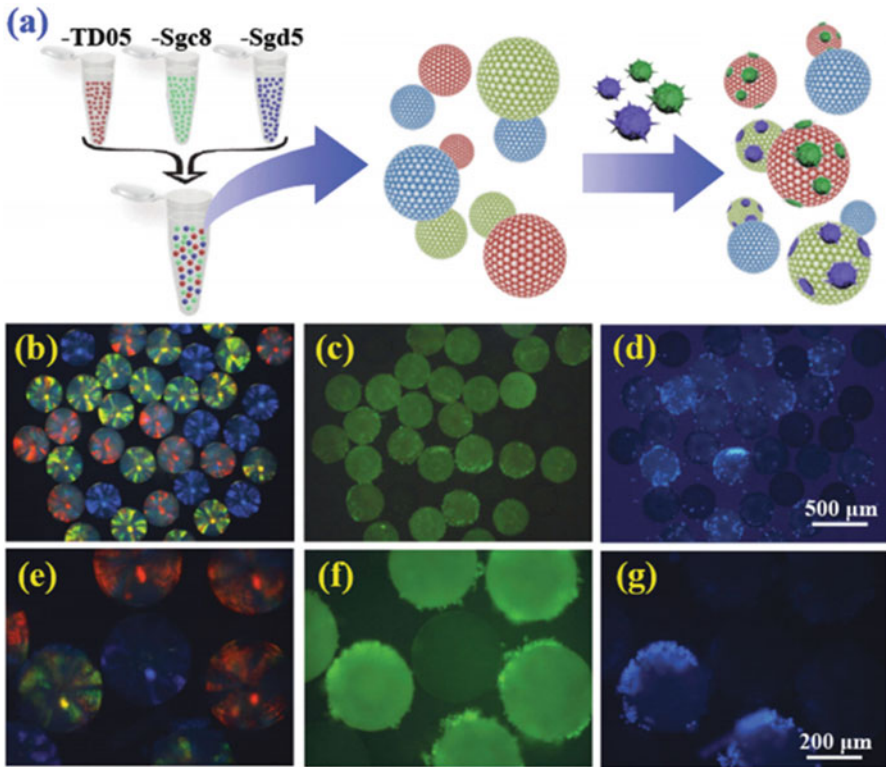 (a)
-TD05 -Sgc8 -Sgd5
(b) (c) (d)
500 μm
(e) (f) (g)
200 μm